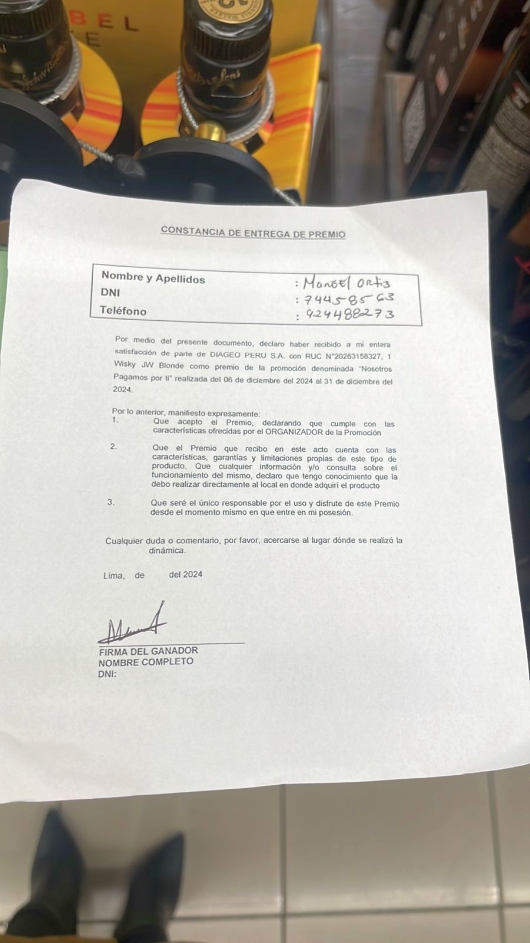 BEL
E
CONSTANCIA DE ENTREGA DE PREMIO
Nombre y Apellidos : Manuel Ortis
DNI : 74458563
Teléfono : 924488273
Por medio del presente documento, declaro haber recibido a mi entera
satisfacción de parte de DIAGEO PERU S.A. con RUC N°20263158327, 1
Wisky JW Blonde como premio de la promoción denominada "Nosotros
Pagamos por ti" realizada del 06 de diciembre del 2024 al 31 de diciembre del
2024.
Por lo anterior, manifiesto expresamente:
1. Que acepto el Premio, declarando que cumple con las
características ofrecidas por el ORGANIZADOR de la Promoción
2. Que el Premio que recibo en este acto cuenta con las
características, garantías y limitaciones propias de este tipo de
producto. Que cualquier información y/o consulta sobre el
funcionamiento del mismo, declaro que tengo conocimiento que la
debo realizar directamente al local en donde adquirí el producto
3. Que seré el único responsable por el uso y disfrute de este Premio
desde el momento mismo en que entre en mi posesión.
Cualquier duda o comentario, por favor, acercarse al lugar dónde se realizó la
dinámica.
Lima, de del 2024
FIRMA DEL GANADOR
NOMBRE COMPLETO
DNI: